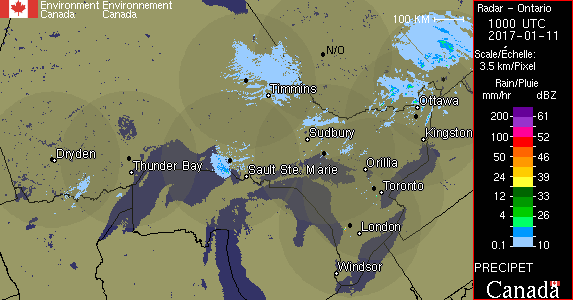 Environment Environnement
Canada Canada
100 KM
N/O
Timmins
Ottawa
Sudbury
Kingston
Dryden
Thunder Bay
Sault Ste. Marie
Orillia
Toronto
London
Windsor
Radar - Ontario
1000 UTC
2017-01-11
Scale/Échelle:
3.5 km/Pixel
Rain/Pluie
mm/hr dBZ
200 61
100 52
50 46
24 39
12 33
4 26
0.1 10
PRECIPET
Canada